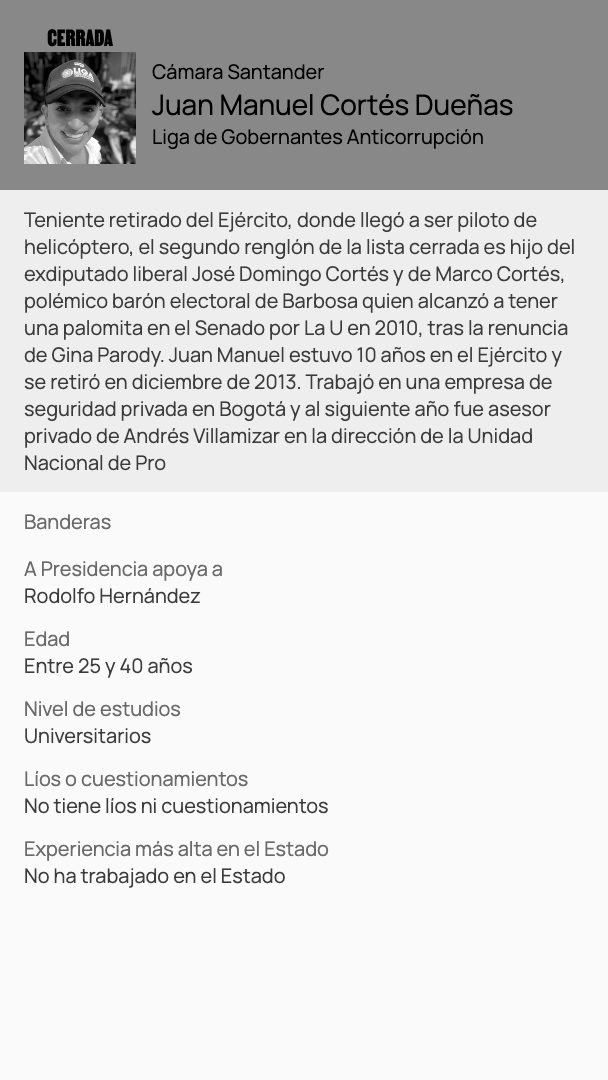 CERRADA
LIGA
Cámara Santander
Juan Manuel Cortés Dueñas
Liga de Gobernantes Anticorrupción
Teniente retirado del Ejército, donde llegó a ser piloto de
helicóptero, el segundo renglón de la lista cerrada es hijo del
exdiputado liberal José Domingo Cortés y de Marco Cortés,
polémico barón electoral de Barbosa quien alcanzó a tener
una palomita en el Senado por La U en 2010, tras la renuncia
de Gina Parody. Juan Manuel estuvo 10 años en el Ejército y
se retiró en diciembre de 2013. Trabajó en una empresa de
seguridad privada en Bogotá y al siguiente año fue asesor
privado de Andrés Villamizar en la dirección de la Unidad
Nacional de Pro
Banderas
A Presidencia apoya a
Rodolfo Hernández
Edad
Entre 25 y 40 años
Nivel de estudios
Universitarios
Líos o cuestionamientos
No tiene líos ni cuestionamientos
Experiencia más alta en el Estado
No ha trabajado en el Estado